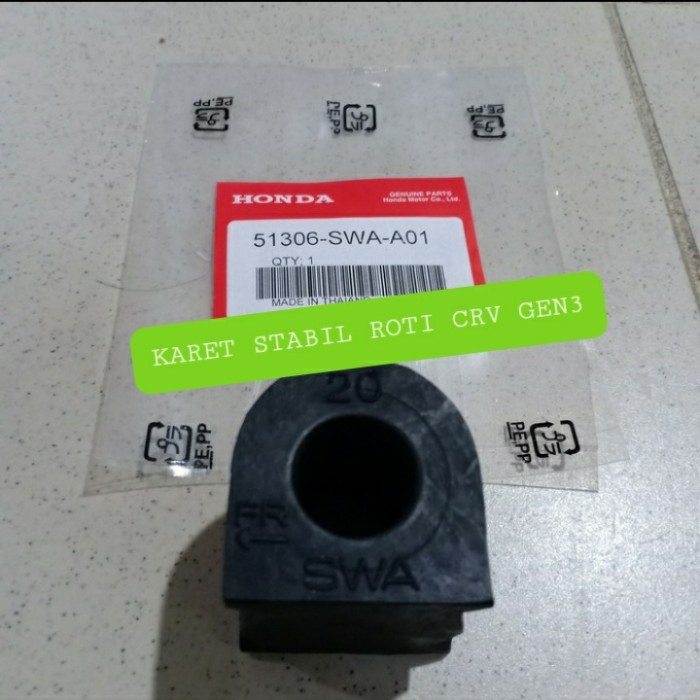 PE,PP
PE,PP
PE,PP
HONDA
GENUINE PARTS
Honda Motor Co., Ltd.
51306-SWA-A01
QTY: 1
MADE IN
KARET STABIL ROTI CRV GEN3
PE,PP
PE,PP
20
FR
SWA